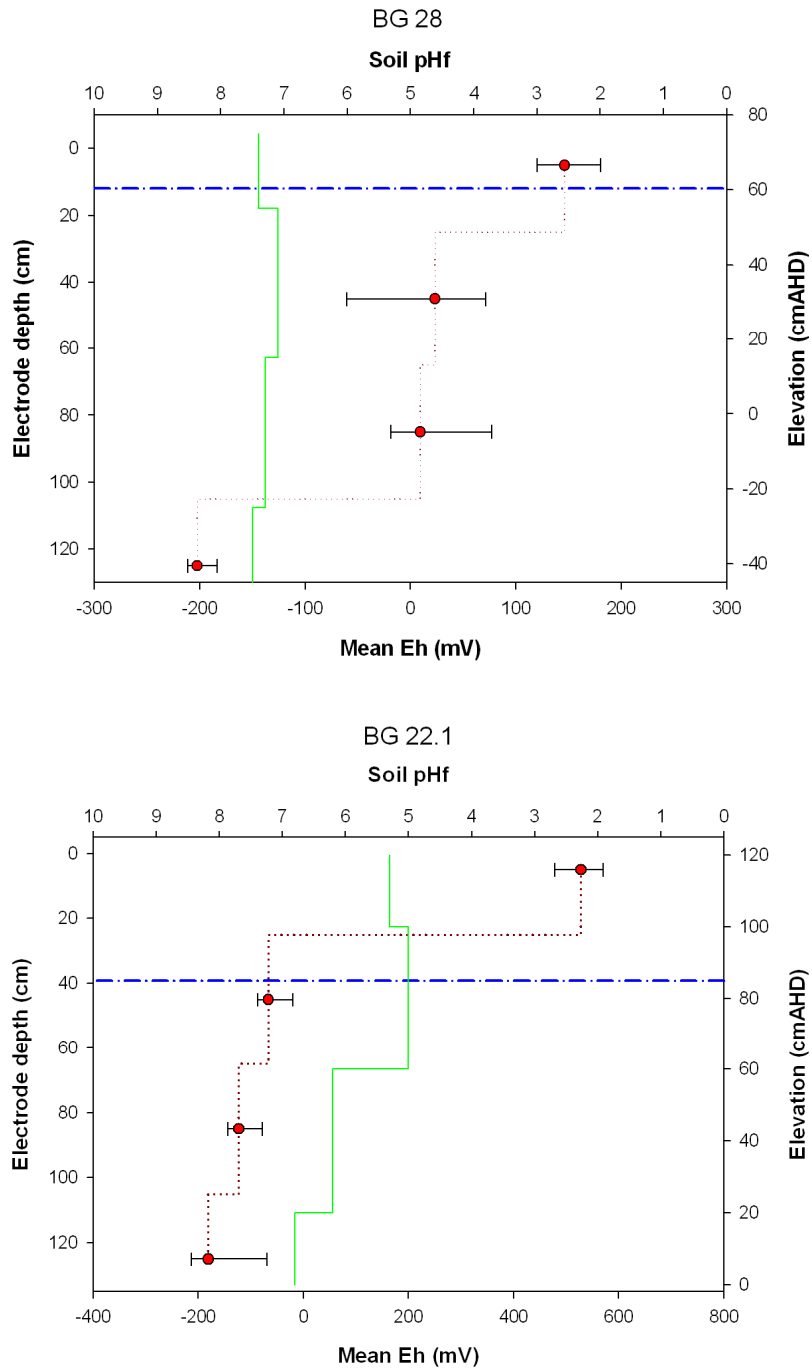 BG 28
Soil pHf
10 9 8 7 6 5 4 3 2 1 0
Electrode depth (cm)
0
20
40
60
80
100
120
80
60
40
20
0
-20
-40
Elevation (cmAHD)
-300 -200 -100 0 100 200 300
Mean Eh (mV)
BG 22.1
Soil pHf
10 9 8 7 6 5 4 3 2 1 0
Electrode depth (cm)
0
20
40
60
80
100
120
120
100
80
60
40
20
0
Elevation (cmAHD)
-400 -200 0 200 400 600 800
Mean Eh (mV)